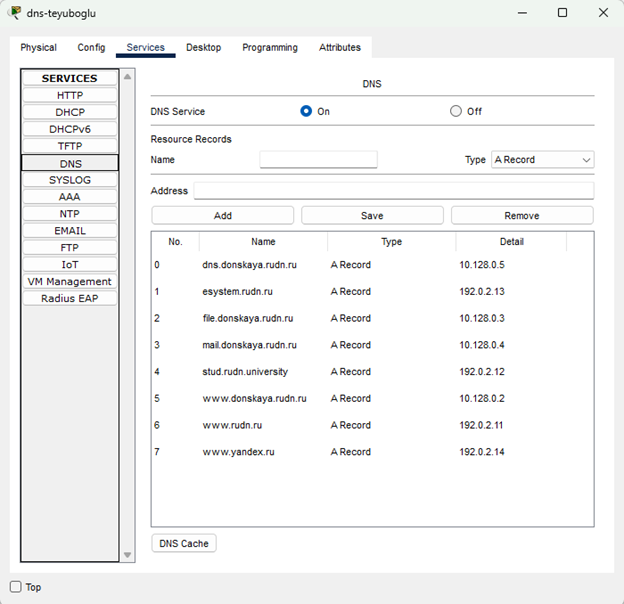 dns-teyuboglu
Physical Config Services Desktop Programming Attributes
SERVICES
HTTP
DHCP
DHCPv6
TFTP
DNS
SYSLOG
AAA
NTP
EMAIL
FTP
IoT
VM Management
Radius EAP
DNS
DNS Service On Off
Resource Records
Name Type A Record
Address
Add Save Remove
No. Name Type Detail
0 dns.donskaya.rudn.ru A Record 10.128.0.5
1 esystem.rudn.ru A Record 192.0.2.13
2 file.donskaya.rudn.ru A Record 10.128.0.3
3 mail.donskaya.rudn.ru A Record 10.128.0.4
4 stud.rudn.university A Record 192.0.2.12
5 www.donskaya.rudn.ru A Record 10.128.0.2
6 www.rudn.ru A Record 192.0.2.11
7 www.yandex.ru A Record 192.0.2.14
DNS Cache
Top